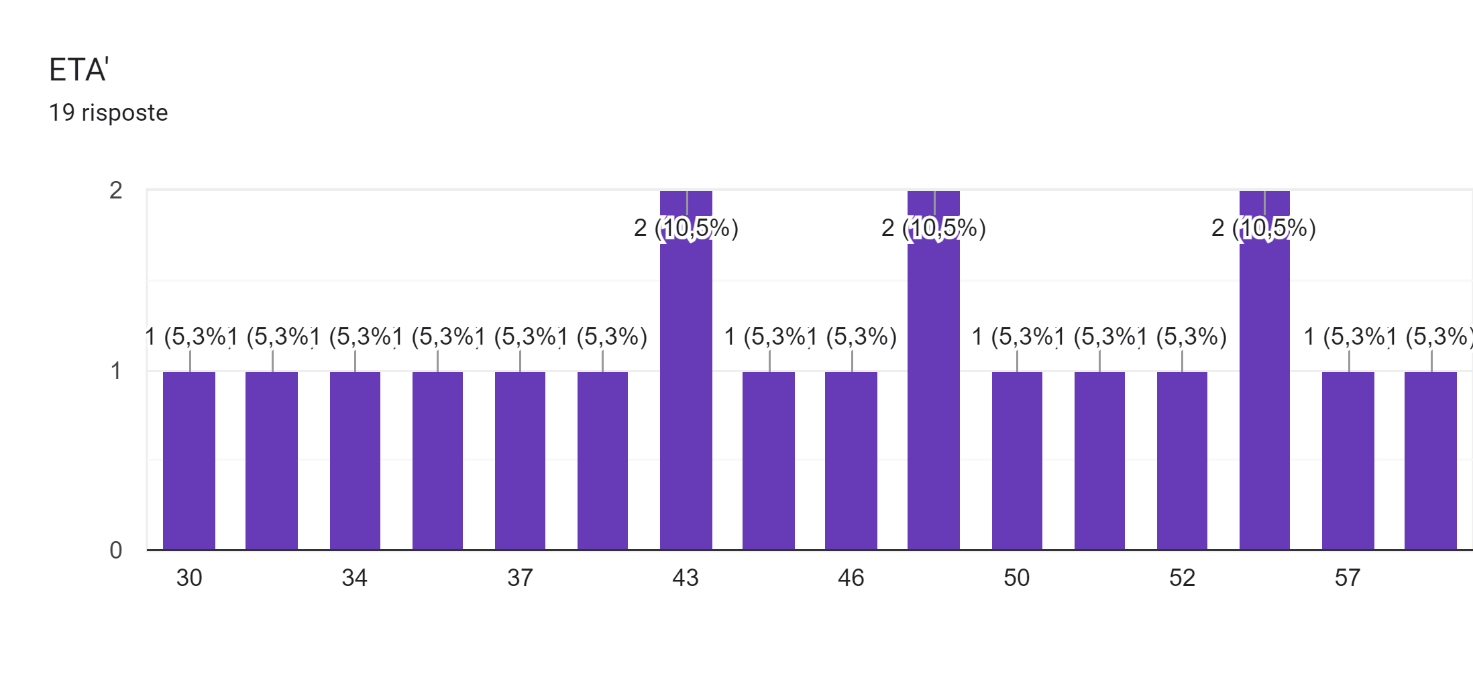 ETA'
19 risposte
2
2 (10,5%) 2 (10,5%) 2 (10,5%)
1 (5,3% 1 (5,3% 1 (5,3% 1 (5,3% 1 (5,3% 1 (5,3%) 1 (5,3% 1 (5,3%) 1 (5,3% 1 (5,3% 1 (5,3%) 1 (5,3% 1 (5,3%)
1
0
30 34 37 43 46 50 52 57